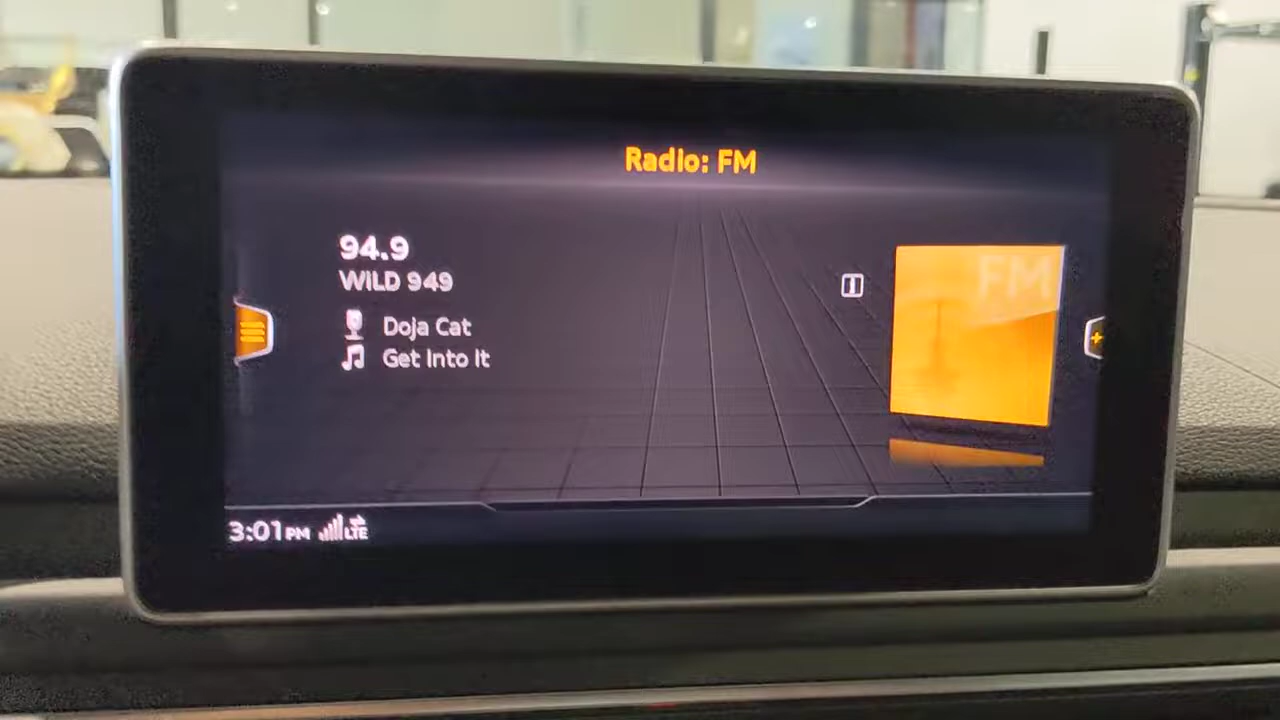 Radio: FM
94.9
WILD 949
Doja Cat
Get Into It
FM
3:01PM LTE